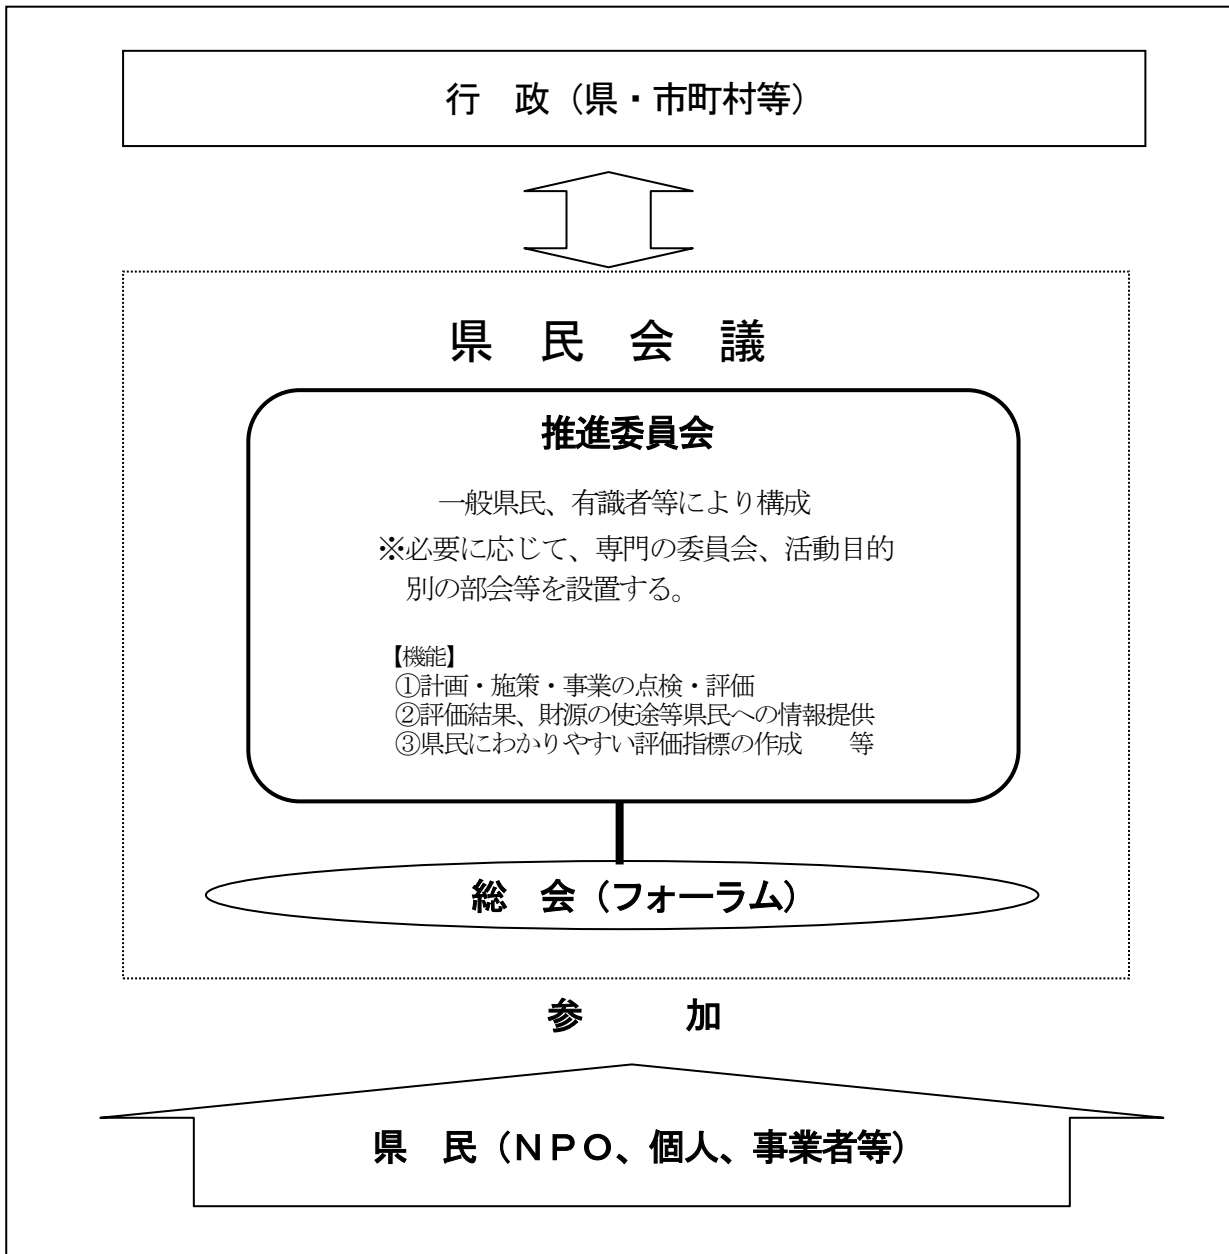 行　政（県・市町村等）
県　民　会　議
推進委員会
一般県民、有識者等により構成
※必要に応じて、専門の委員会、活動目的
別の部会等を設置する。
【機能】
①計画・施策・事業の点検・評価
②評価結果、財源の使途等県民への情報提供
③県民にわかりやすい評価指標の作成　　等
総　会（フォーラム）
参　　　加
県　民（ＮＰＯ、個人、事業者等）